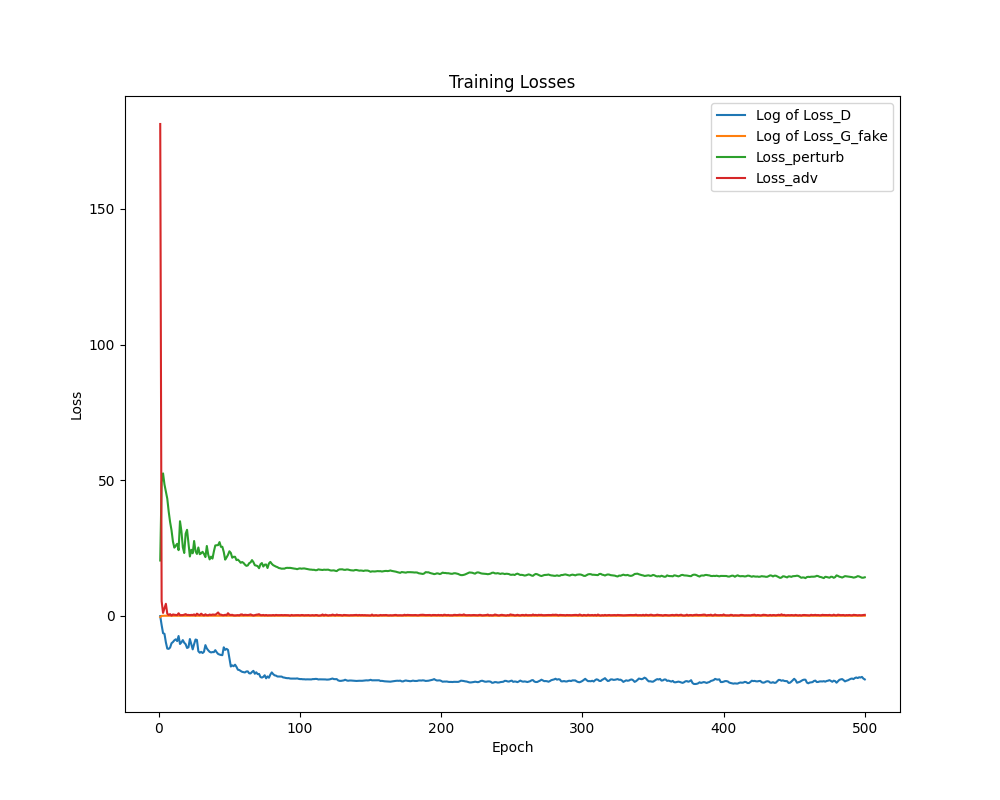 Training Losses
Log of Loss_D
Log of Loss_G_fake
Loss_perturb
Loss_adv
150
100
50
0
Loss
0 100 200 300 400 500
Epoch